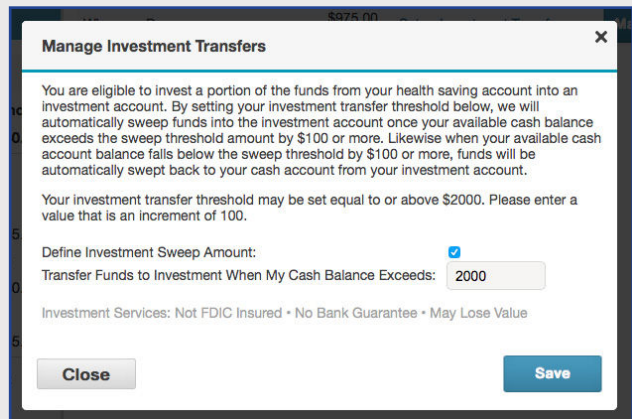 $975.00
Manage Investment Transfers
You are eligible to invest a portion of the funds from your health saving account into an
investment account. By setting your investment transfer threshold below, we will
automatically sweep funds into the investment account once your available cash balance
exceeds the sweep threshold amount by $100 or more. Likewise when your available cash
account balance falls below the sweep threshold by $100 or more, funds will be
automatically swept back to your cash account from your investment account.
Your investment transfer threshold may be set equal to or above $2000. Please enter a
value that is an increment of 100.
Define Investment Sweep Amount:
Transfer Funds to Investment When My Cash Balance Exceeds: 2000
Investment Services: Not FDIC Insured • No Bank Guarantee • May Lose Value
Close Save